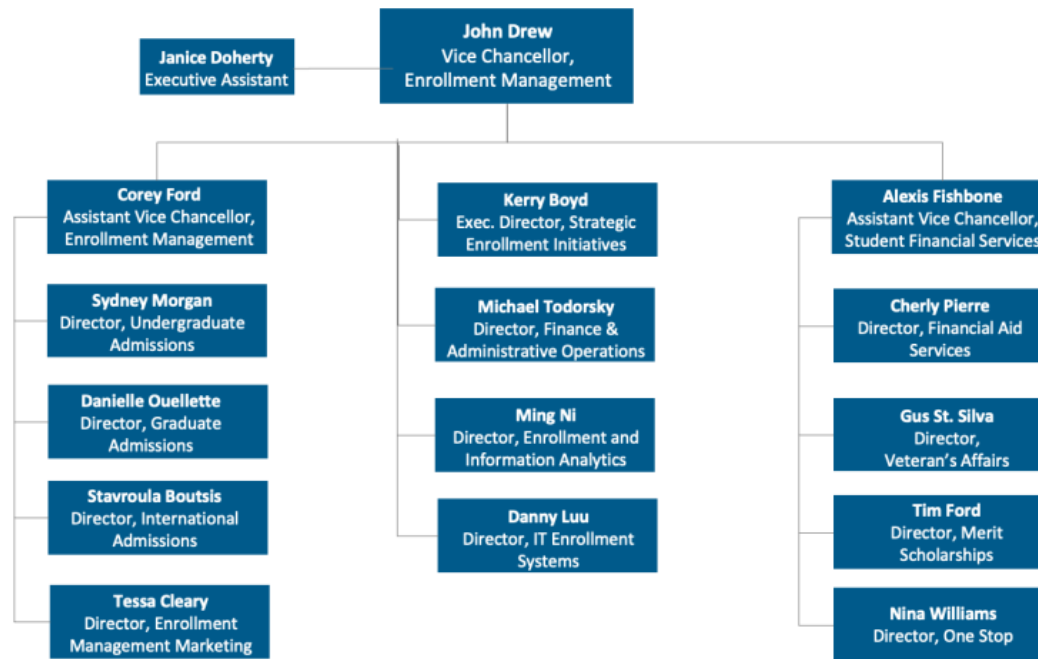 John Drew
Vice Chancellor,
Enrollment Management
Janice Doherty
Executive Assistant
Corey Ford
Assistant Vice Chancellor,
Enrollment Management
Sydney Morgan
Director, Undergraduate
Admissions
Danielle Ouellette
Director, Graduate
Admissions
Stavroula Boutsis
Director, International
Admissions
Tessa Cleary
Director, Enrollment
Management Marketing
Kerry Boyd
Exec. Director, Strategic
Enrollment Initiatives
Michael Todorsky
Director, Finance &
Administrative Operations
Ming Ni
Director, Enrollment and
Information Analytics
Danny Luu
Director, IT Enrollment
Systems
Alexis Fishbone
Assistant Vice Chancellor,
Student Financial Services
Cherly Pierre
Director, Financial Aid
Services
Gus St. Silva
Director,
Veteran’s Affairs
Tim Ford
Director, Merit
Scholarships
Nina Williams
Director, One Stop